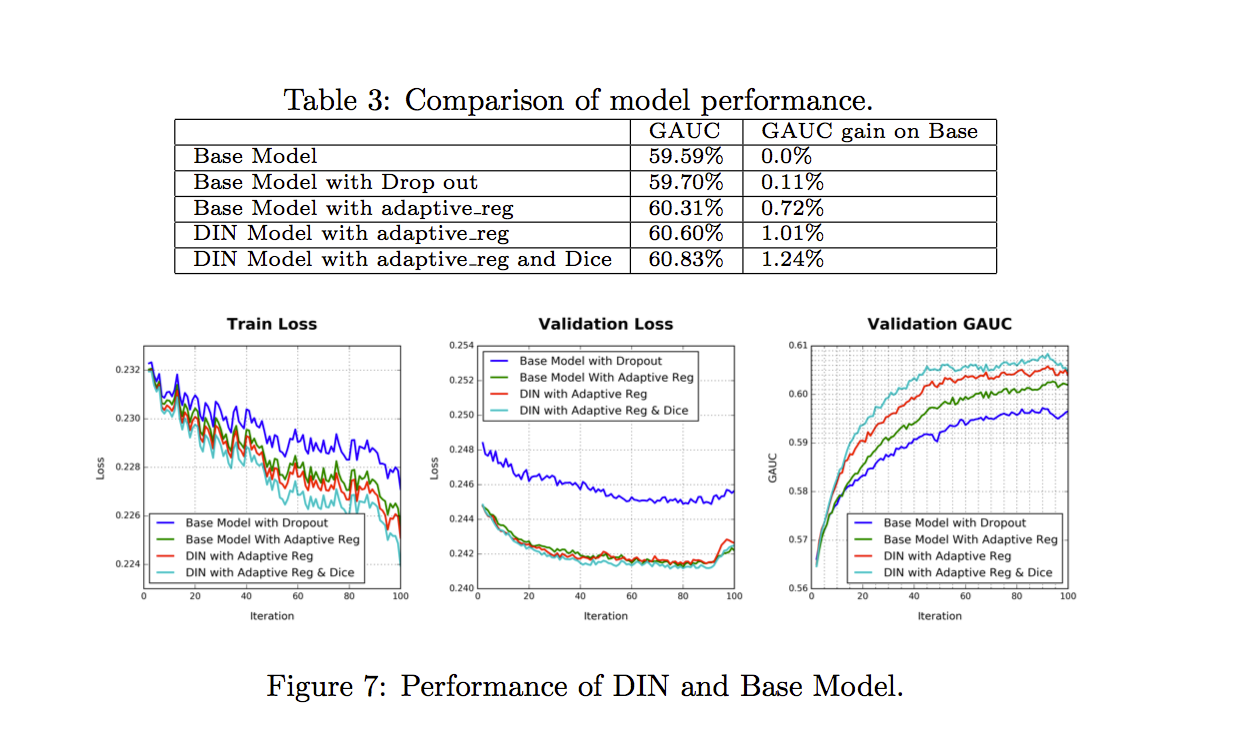 Table 3: Comparison of model performance.
GAUC GAUC gain on Base
Base Model 59.59% 0.0%
Base Model with Drop out 59.70% 0.11%
Base Model with adaptive_reg 60.31% 0.72%
DIN Model with adaptive_reg 60.60% 1.01%
DIN Model with adaptive_reg and Dice 60.83% 1.24%
Train Loss
0.232
0.230
0.228
0.226
0.224
Loss
Base Model with Dropout
Base Model With Adaptive Reg
DIN with Adaptive Reg
DIN with Adaptive Reg & Dice
0 20 40 60 80 100
Iteration
Validation Loss
0.254
0.252
0.250
0.248
0.246
0.244
0.242
0.240
Loss
Base Model with Dropout
Base Model With Adaptive Reg
DIN with Adaptive Reg
DIN with Adaptive Reg & Dice
0 20 40 60 80 100
Iteration
Validation GAUC
0.61
0.60
0.59
0.58
0.57
0.56
GAUC
Base Model with Dropout
Base Model With Adaptive Reg
DIN with Adaptive Reg
DIN with Adaptive Reg & Dice
0 20 40 60 80 100
Iteration
Figure 7: Performance of DIN and Base Model.